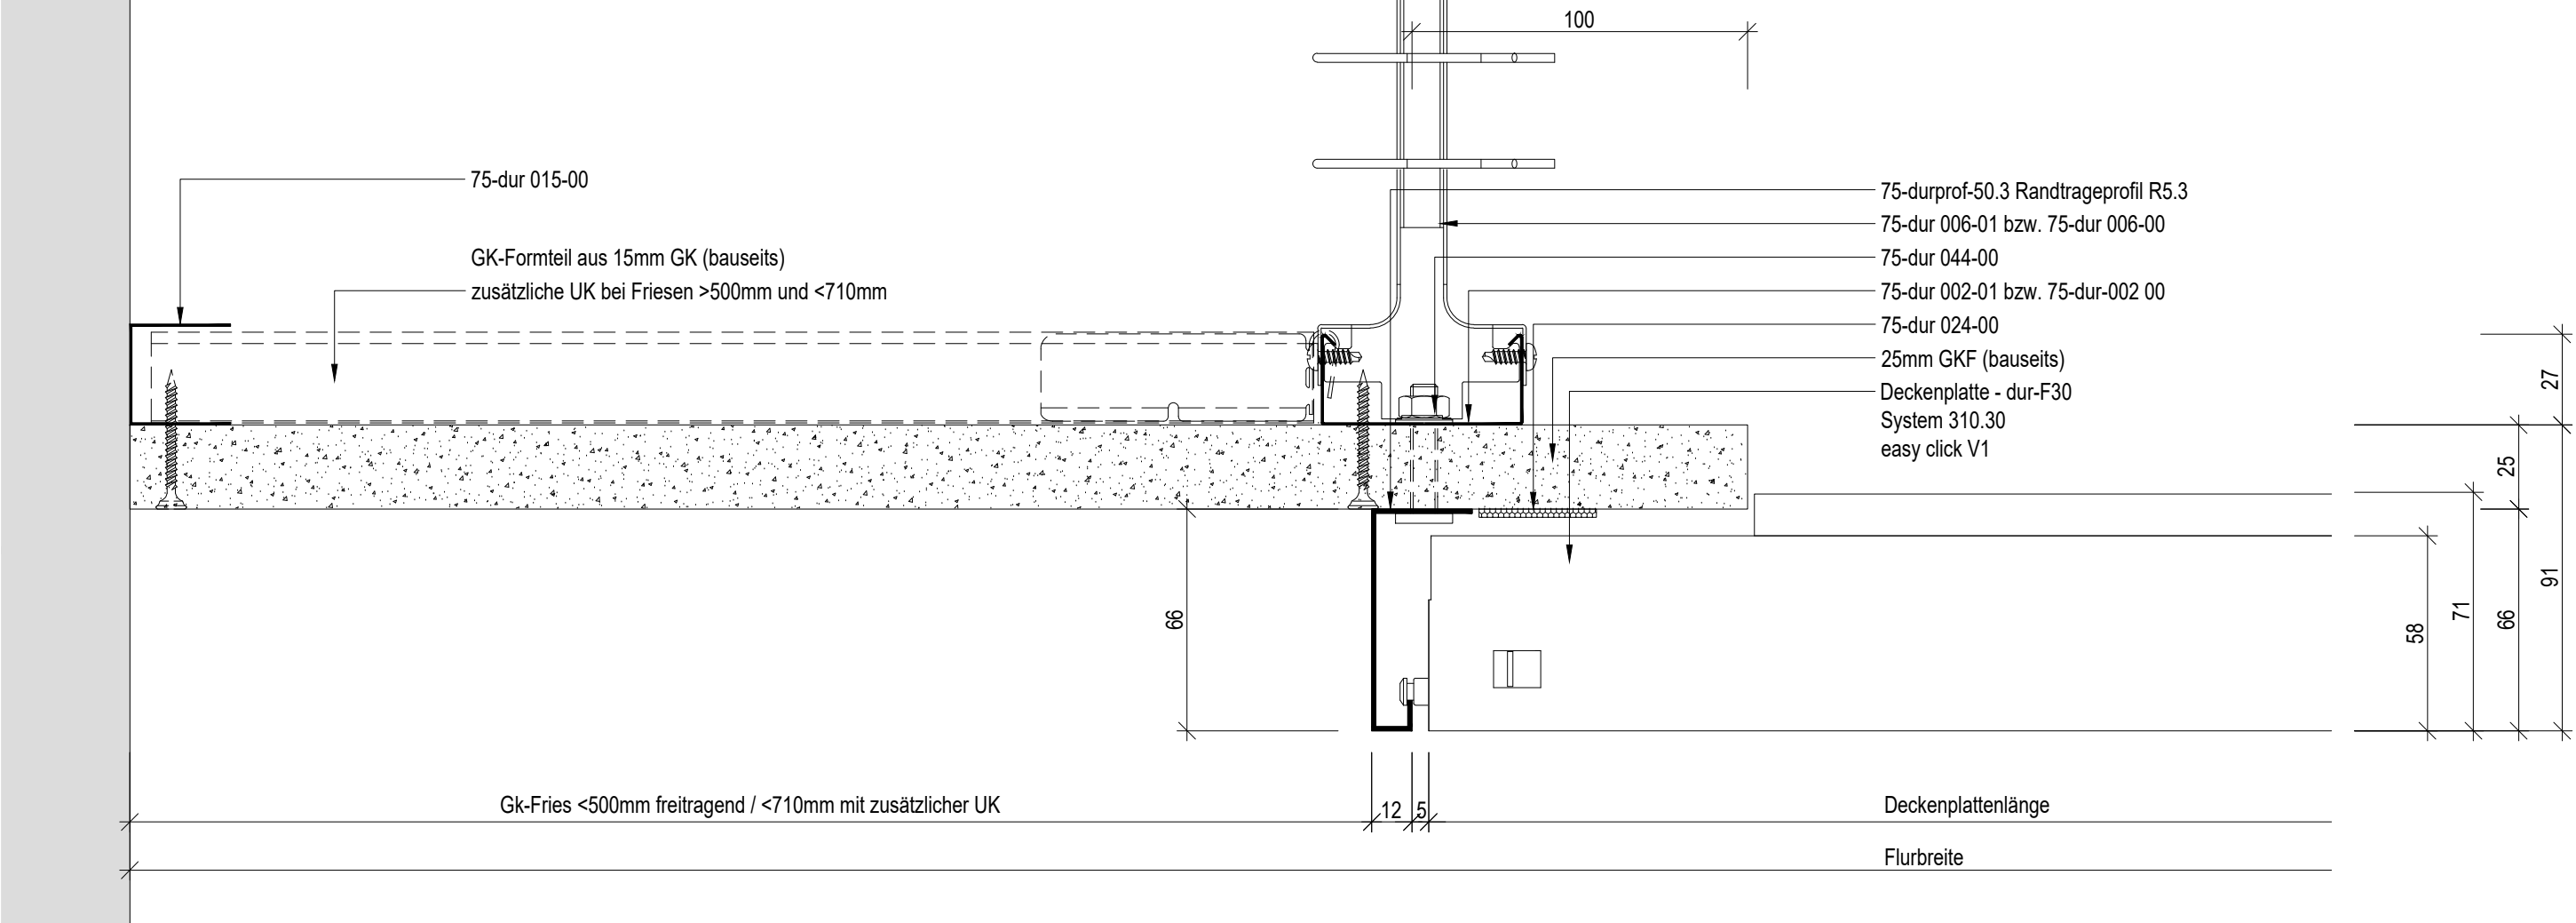 100
75-dur 015-00
GK-Formteil aus 15mm GK (bauseits)
zusätzliche UK bei Friesen >500mm und <710mm
75-durprof-50.3 Randtrageprofil R5.3
75-dur 006-01 bzw. 75-dur 006-00
75-dur 044-00
75-dur 002-01 bzw. 75-dur-002 00
75-dur 024-00
25mm GKF (bauseits)
Deckenplatte - dur-F30
System 310.30
easy click V1
27
25
91
66
71
58
66
Gk-Fries <500mm freitragend / <710mm mit zusätzlicher UK
12
5
Deckenplattenlänge
Flurbreite